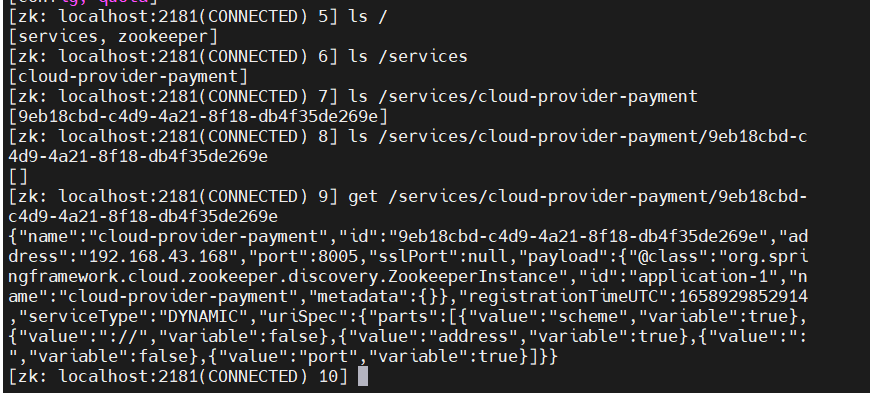 [zk: localhost:2181(CONNECTED) 5] ls /
[services, zookeeper]
[zk: localhost:2181(CONNECTED) 6] ls /services
[cloud-provider-payment]
[zk: localhost:2181(CONNECTED) 7] ls /services/cloud-provider-payment
[9eb18cbd-c4d9-4a21-8f18-db4f35de269e]
[zk: localhost:2181(CONNECTED) 8] ls /services/cloud-provider-payment/9eb18cbd-c
4d9-4a21-8f18-db4f35de269e
[]
[zk: localhost:2181(CONNECTED) 9] get /services/cloud-provider-payment/9eb18cbd-
c4d9-4a21-8f18-db4f35de269e
{"name":"cloud-provider-payment","id":"9eb18cbd-c4d9-4a21-8f18-db4f35de269e","ad
dress":"192.168.43.168","port":8005,"sslPort":null,"payload":{"@class":"org.spri
ngframework.cloud.zookeeper.discovery.ZookeeperInstance","id":"application-1","n
ame":"cloud-provider-payment","metadata":{}},"registrationTimeUTC":1658929852914
,"serviceType":"DYNAMIC","uriSpec":{"parts":[{"value":"scheme","variable":true},
{"value":"://","variable":false},{"value":"address","variable":true},{"value":":
","variable":false},{"value":"port","variable":true}]}}
[zk: localhost:2181(CONNECTED) 10]